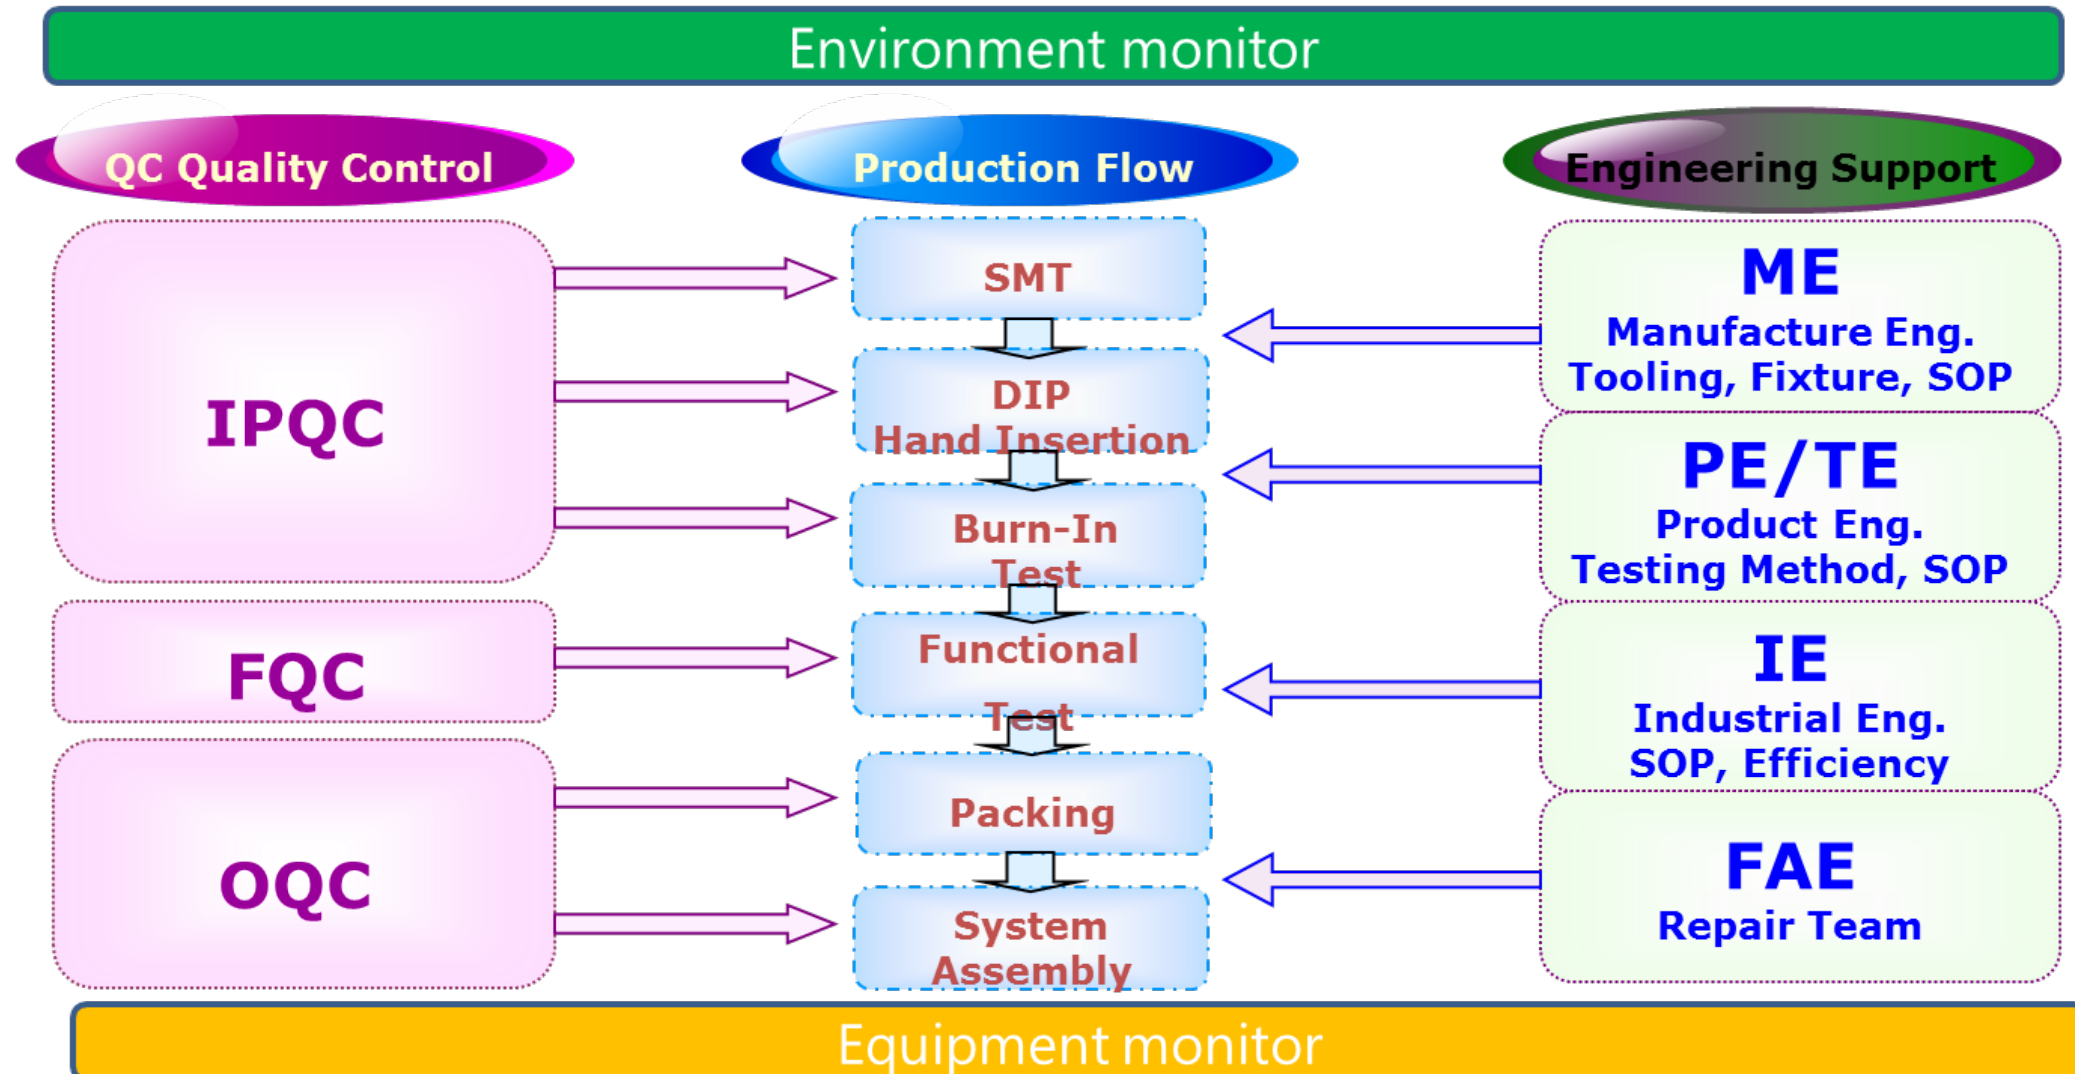 Environment monitor
QC Quality Control
Production Flow
Engineering Support
IPQC
FQC
OQC
SMT
DIP
Hand Insertion
Burn-In
Test
Functional
Test
Packing
System
Assembly
ME
Manufacture Eng.
Tooling, Fixture, SOP
PE/TE
Product Eng.
Testing Method, SOP
IE
Industrial Eng.
SOP, Efficiency
FAE
Repair Team
Equipment monitor